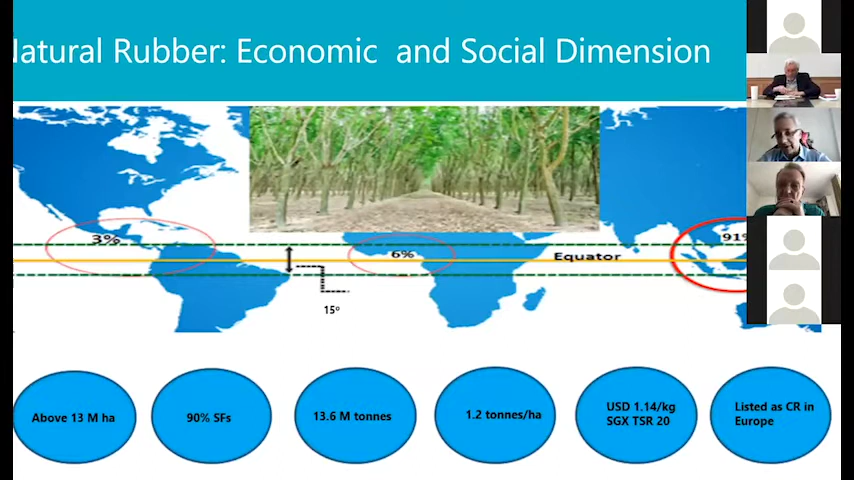 Natural Rubber: Economic and Social Dimension
3%
6%
Equator
91%
15º
Above 13 M ha
90% SFs
13.6 M tonnes
1.2 tonnes/ha
USD 1.14/kg
SGX TSR 20
Listed as CR in
Europe